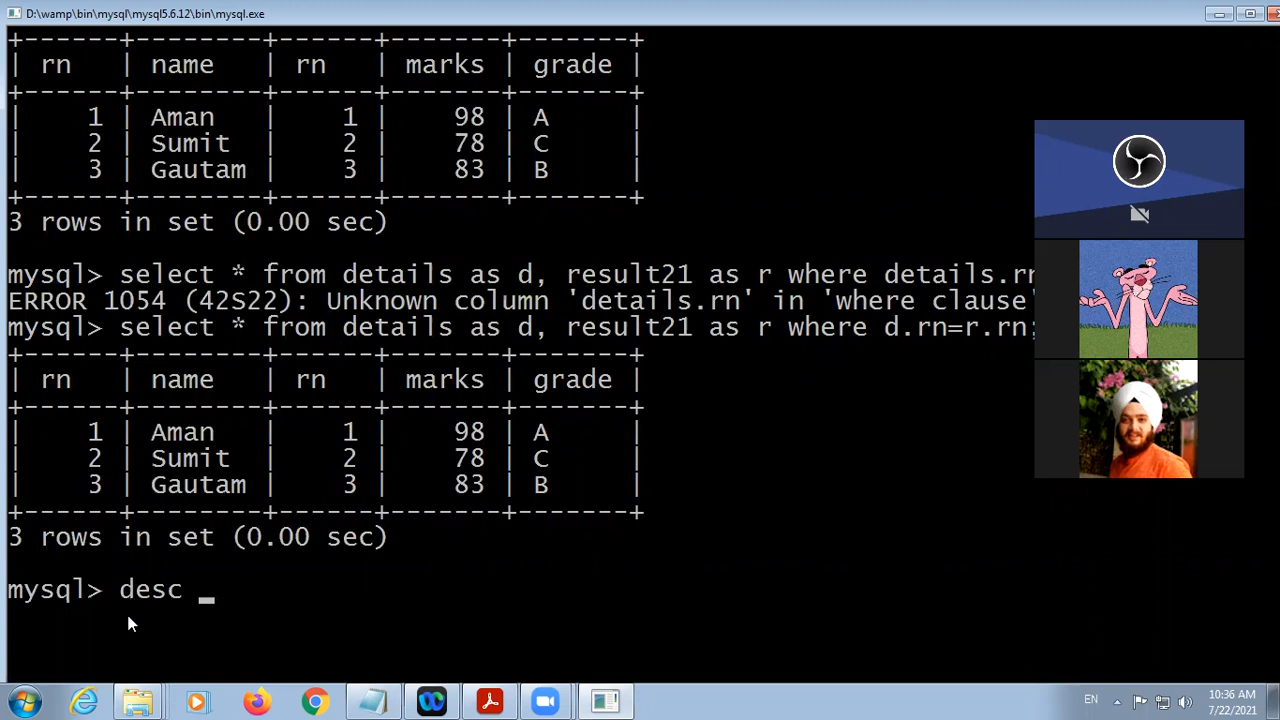 D:\wamp\bin\mysql\mysql5.6.12\bin\mysql.exe
+------+--------+------+-------+-------+
| rn   | name   | rn   | marks | grade |
+------+--------+------+-------+-------+
|    1 | Aman   |    1 |    98 | A     |
|    2 | Sumit  |    2 |    78 | C     |
|    3 | Gautam |    3 |    83 | B     |
+------+--------+------+-------+-------+
3 rows in set (0.00 sec)
mysql> select * from details as d, result21 as r where details.rn
ERROR 1054 (42S22): Unknown column 'details.rn' in 'where clause'
mysql> select * from details as d, result21 as r where d.rn=r.rn;
+------+--------+------+-------+-------+
| rn   | name   | rn   | marks | grade |
+------+--------+------+-------+-------+
|    1 | Aman   |    1 |    98 | A     |
|    2 | Sumit  |    2 |    78 | C     |
|    3 | Gautam |    3 |    83 | B     |
+------+--------+------+-------+-------+
3 rows in set (0.00 sec)
mysql> desc _
EN
10:36 AM
7/22/2021